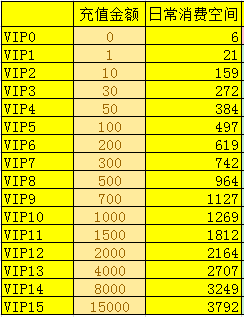 充值金额 日常消费空间
VIP0 0 6
VIP1 1 21
VIP2 10 159
VIP3 30 272
VIP4 50 384
VIP5 100 497
VIP6 200 619
VIP7 300 742
VIP8 500 964
VIP9 700 1127
VIP10 1000 1269
VIP11 1500 1812
VIP12 2000 2164
VIP13 4000 2707
VIP14 8000 3249
VIP15 15000 3792